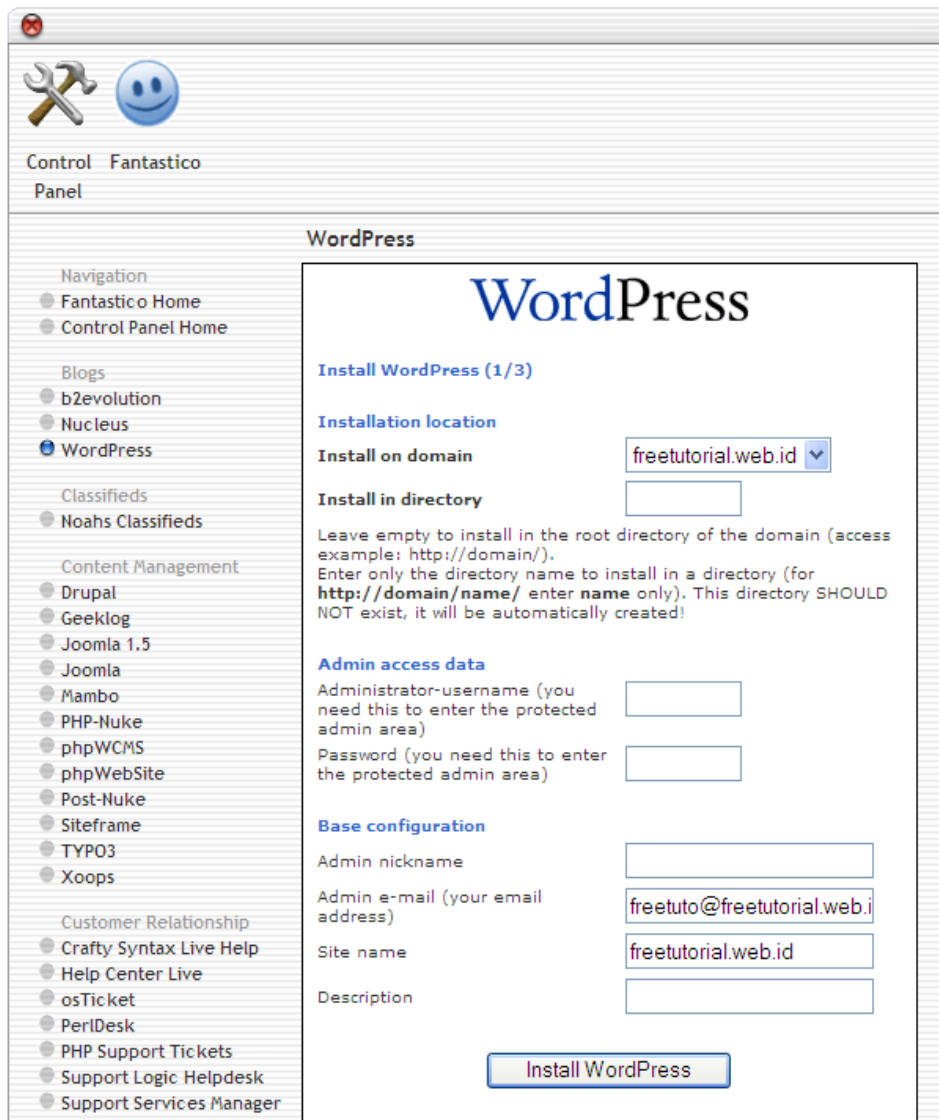 Control Fantastico
Panel
WordPress
Navigation
Fantastico Home
Control Panel Home
Blogs
b2evolution
Nucleus
WordPress
Classifieds
Noahs Classifieds
Content Management
Drupal
Geeklog
Joomla 1.5
Joomla
Mambo
PHP-Nuke
phpWCMS
phpWebSite
Post-Nuke
Siteframe
TYPO3
Xoops
Customer Relationship
Crafty Syntax Live Help
Help Center Live
osTicket
PerlDesk
PHP Support Tickets
Support Logic Helpdesk
Support Services Manager
WordPress
Install WordPress (1/3)
Installation location
Install on domain freetutorial.web.id
Install in directory
Leave empty to install in the root directory of the domain (access
example: http://domain/).
Enter only the directory name to install in a directory (for
http://domain/name/ enter name only). This directory SHOULD
NOT exist, it will be automatically created!
Admin access data
Administrator-username (you
need this to enter the protected
admin area)
Password (you need this to enter
the protected admin area)
Base configuration
Admin nickname
Admin e-mail (your email
address)
freetuto@freetutorial.web.i
Site name freetutorial.web.id
Description
Install WordPress